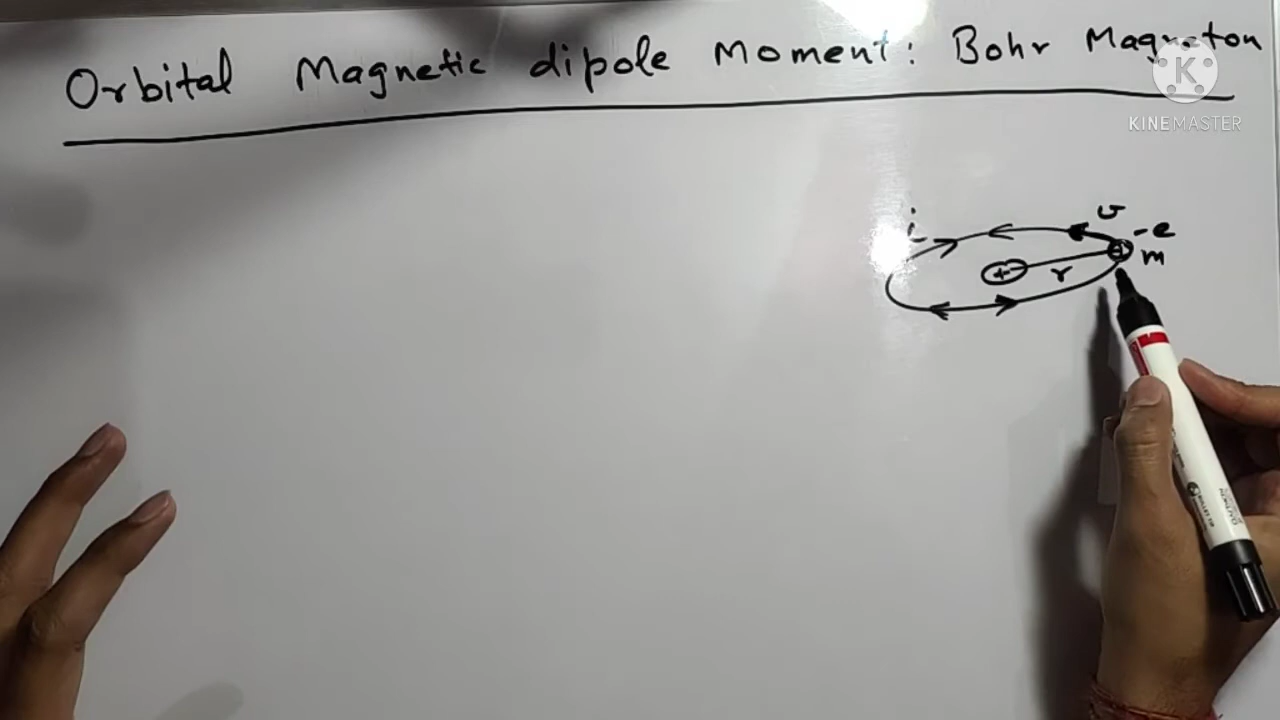 Orbital Magnetic dipole Moment: Bohr Magneton
K
KINEMASTER
v
i
-e
m
+
r